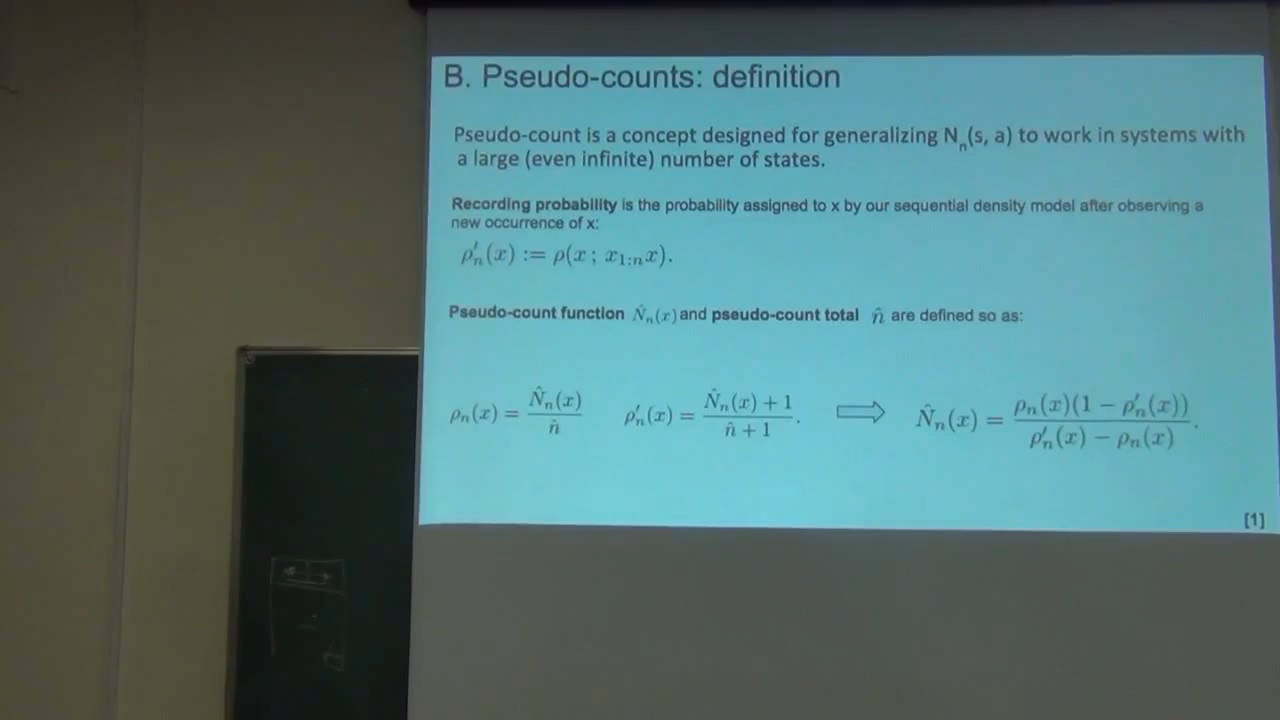 B. Pseudo-counts: definition
Pseudo-count is a concept designed for generalizing Nₙ(s, a) to work in systems with
a large (even infinite) number of states.
Recording probability is the probability assigned to x by our sequential density model after observing a
new occurrence of x:
ρ′ₙ(x) := ρ(x ; x₁:ₙx).
Pseudo-count function N̂ₙ(x) and pseudo-count total n̂ are defined so as:
ρₙ(x) = N̂ₙ(x) / n̂    ρ′ₙ(x) = (N̂ₙ(x) + 1) / (n̂ + 1).    ⇒    N̂ₙ(x) = ρₙ(x)(1 − ρ′ₙ(x)) / (ρ′ₙ(x) − ρₙ(x)).
[1]